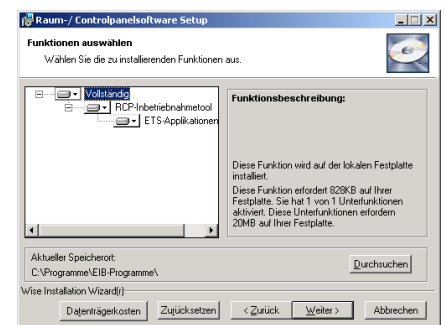 Raum-/ Controlpanelsoftware Setup
Funktionen auswählen
Wählen Sie die zu installierenden Funktionen aus.
Vollständig
RCP-Inbetriebnahmetool
ETS-Applikationen
Funktionsbeschreibung:
Diese Funktion wird auf der lokalen Festplatte
installiert.
Diese Funktion erfordert 828KB auf Ihrer
Festplatte. Sie hat 1 von 1 Unterfunktionen
aktiviert. Diese Unterfunktionen erfordern
20MB auf Ihrer Festplatte.
Aktueller Speicherort:
C:\Programme\EIB-Programme\
Durchsuchen
Wise Installation Wizard(r)
Datenträgerkosten
Zurücksetzen
< Zurück
Weiter >
Abbrechen